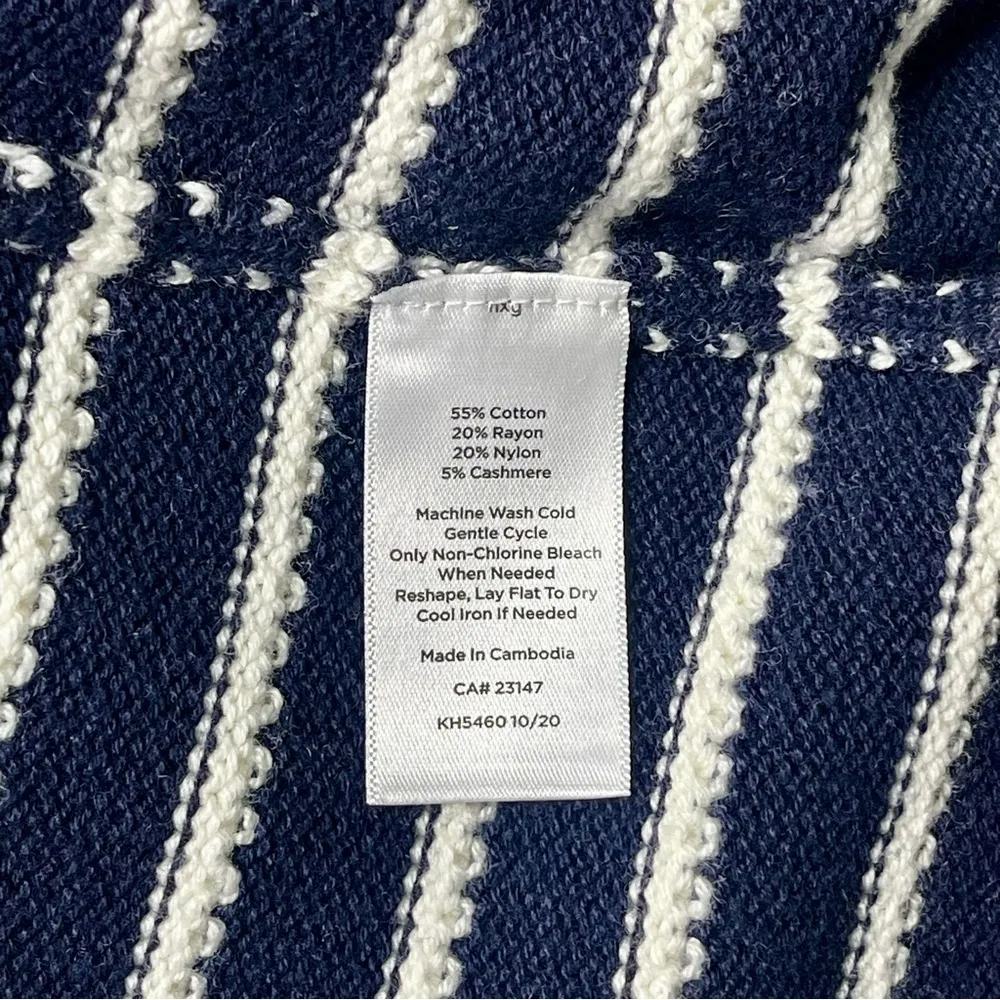 55% Cotton
20% Rayon
20% Nylon
5% Cashmere
Machine Wash Cold
Gentle Cycle
Only Non-Chlorine Bleach
When Needed
Reshape, Lay Flat To Dry
Cool Iron If Needed
Made In Cambodia
CA# 23147
KH5460 10/20